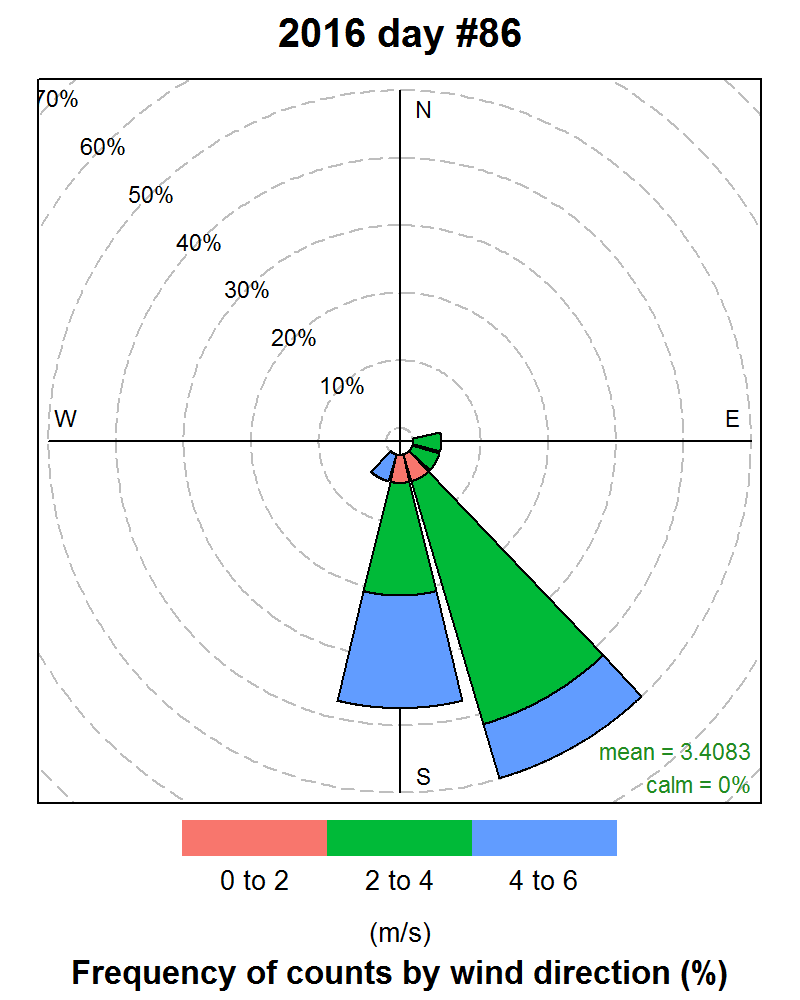 2016 day #86
70%
N
60%
50%
40%
30%
20%
10%
W
E
mean = 3.4083
S
calm = 0%
0 to 2
2 to 4
4 to 6
(m/s)
Frequency of counts by wind direction (%)